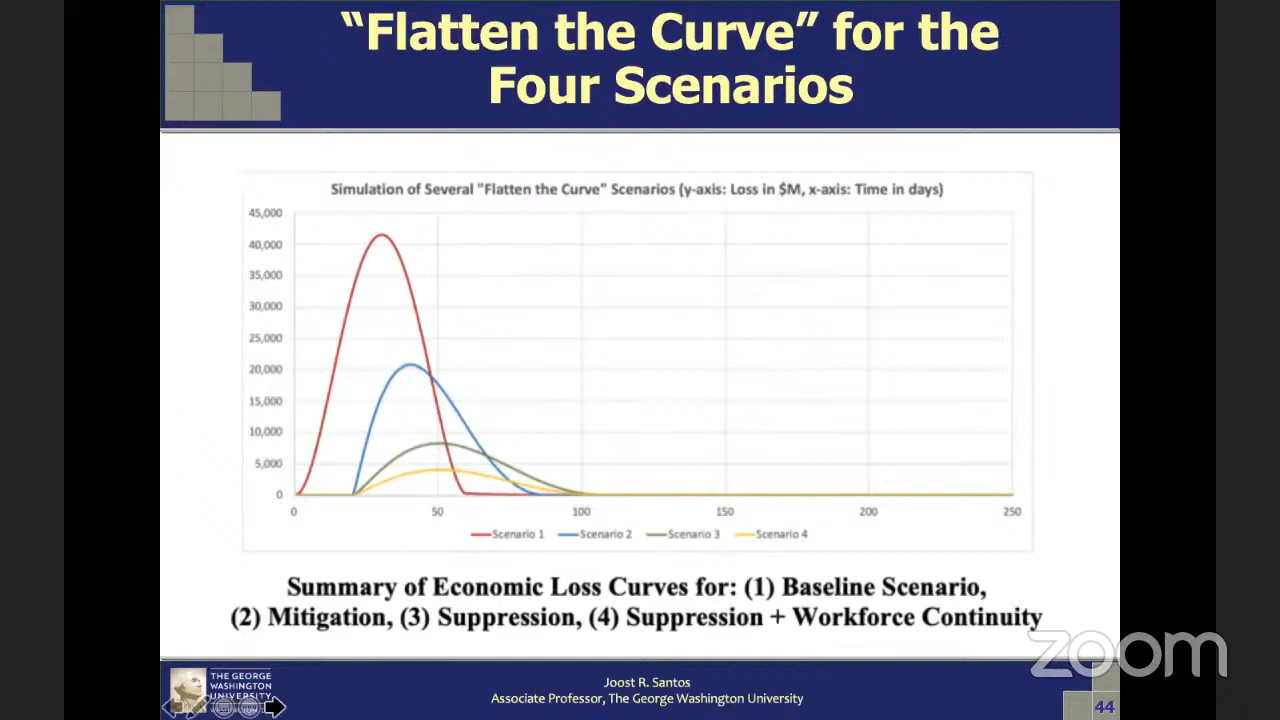 “Flatten the Curve” for the
Four Scenarios
Simulation of Several "Flatten the Curve" Scenarios (y-axis: Loss in $M, x-axis: Time in days)
45,000
40,000
35,000
30,000
25,000
20,000
15,000
10,000
5,000
0
0 50 100 150 200 250
Scenario 1 Scenario 2 Scenario 3 Scenario 4
Summary of Economic Loss Curves for: (1) Baseline Scenario,
(2) Mitigation, (3) Suppression, (4) Suppression + Workforce Continuity
zoom
THE GEORGE
WASHINGTON
UNIVERSITY
Joost R. Santos
Associate Professor, The George Washington University
44